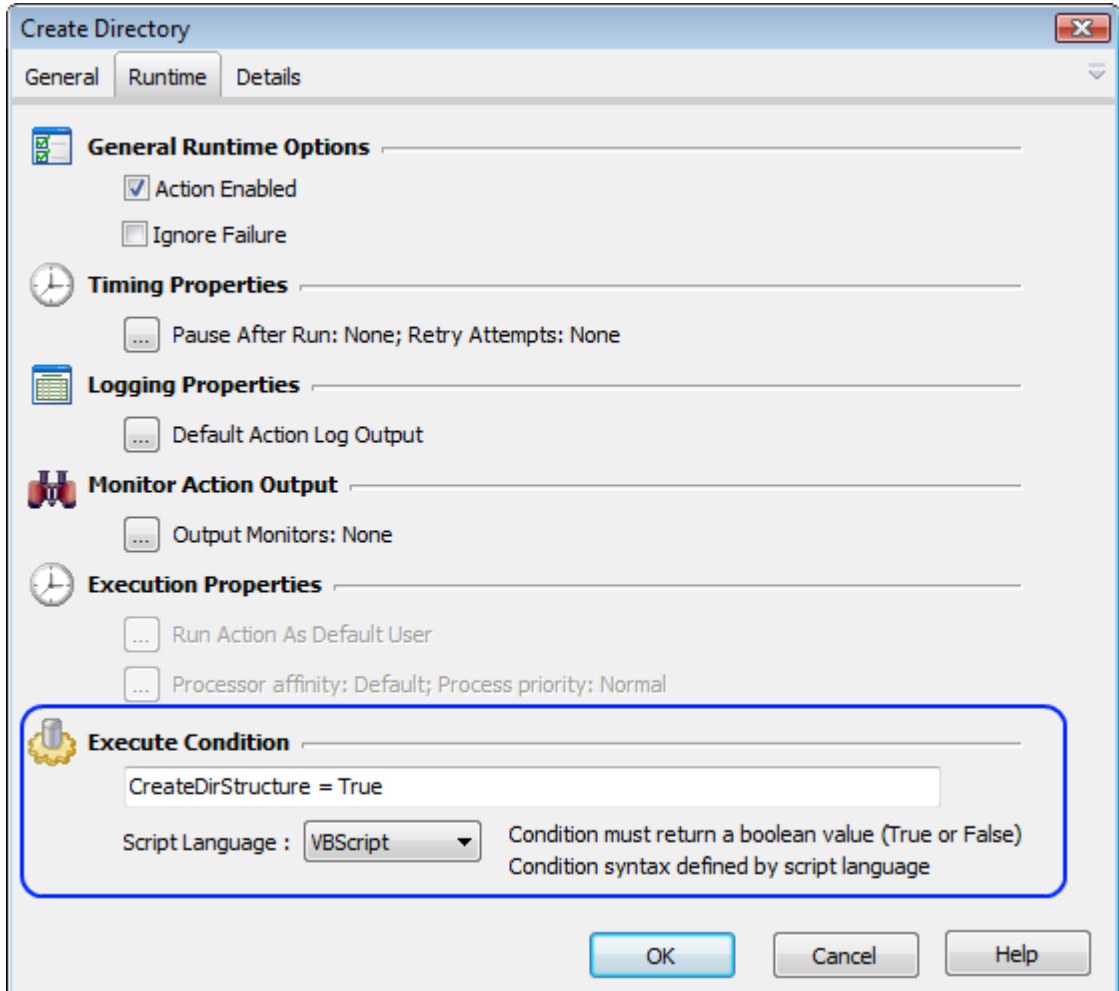 Create Directory
General Runtime Details
General Runtime Options
Action Enabled
Ignore Failure
Timing Properties
... Pause After Run: None; Retry Attempts: None
Logging Properties
... Default Action Log Output
Monitor Action Output
... Output Monitors: None
Execution Properties
... Run Action As Default User
... Processor affinity: Default; Process priority: Normal
Execute Condition
CreateDirStructure = True
Script Language : VBScript Condition must return a boolean value (True or False)
Condition syntax defined by script language
OK Cancel Help